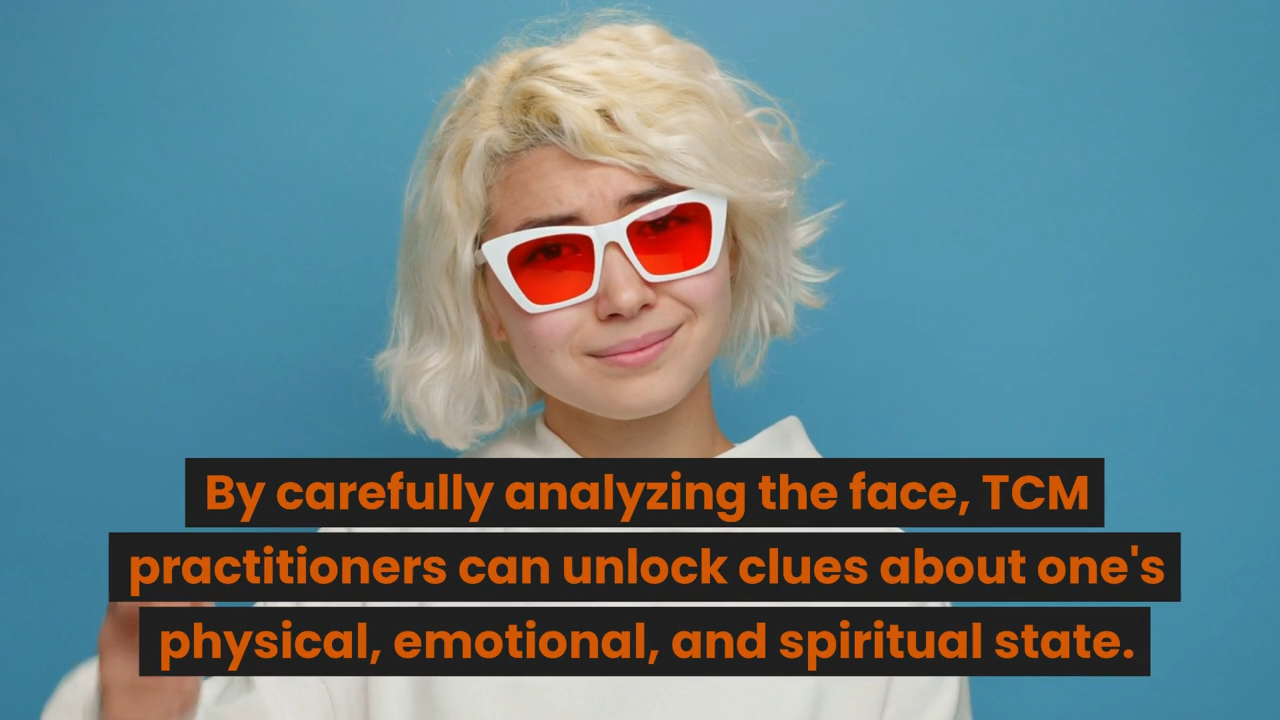 By carefully analyzing the face, TCM
practitioners can unlock clues about one's
physical, emotional, and spiritual state.